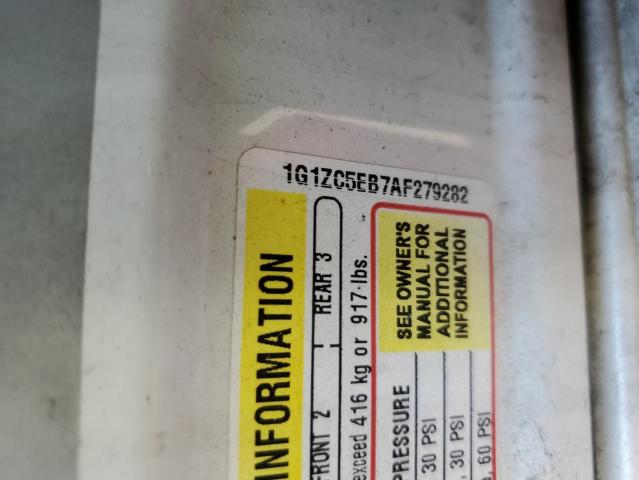 1G1ZC5EB7AF279282
INFORMATION
FRONT 2 REAR 3
exceed 416 kg or 917 lbs.
SEE OWNER'S
MANUAL FOR
ADDITIONAL
INFORMATION
PRESSURE
30 PSI
, 30 PSI
, 60 PSI